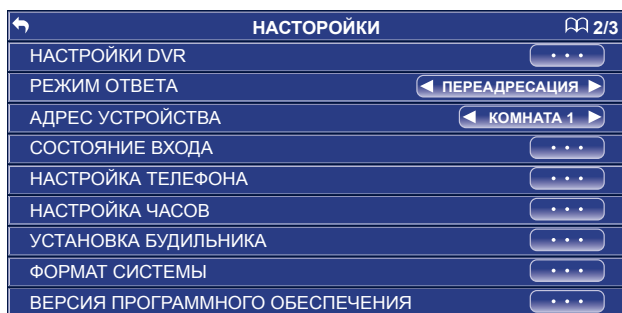 НАСТОРОЙКИ 2/3
НАСТРОЙКИ DVR
РЕЖИМ ОТВЕТА ПЕРЕАДРЕСАЦИЯ
АДРЕС УСТРОЙСТВА КОМНАТА 1
СОСТОЯНИЕ ВХОДА
НАСТРОЙКА ТЕЛЕФОНА
НАСТРОЙКА ЧАСОВ
УСТАНОВКА БУДИЛЬНИКА
ФОРМАТ СИСТЕМЫ
ВЕРСИЯ ПРОГРАММНОГО ОБЕСПЕЧЕНИЯ